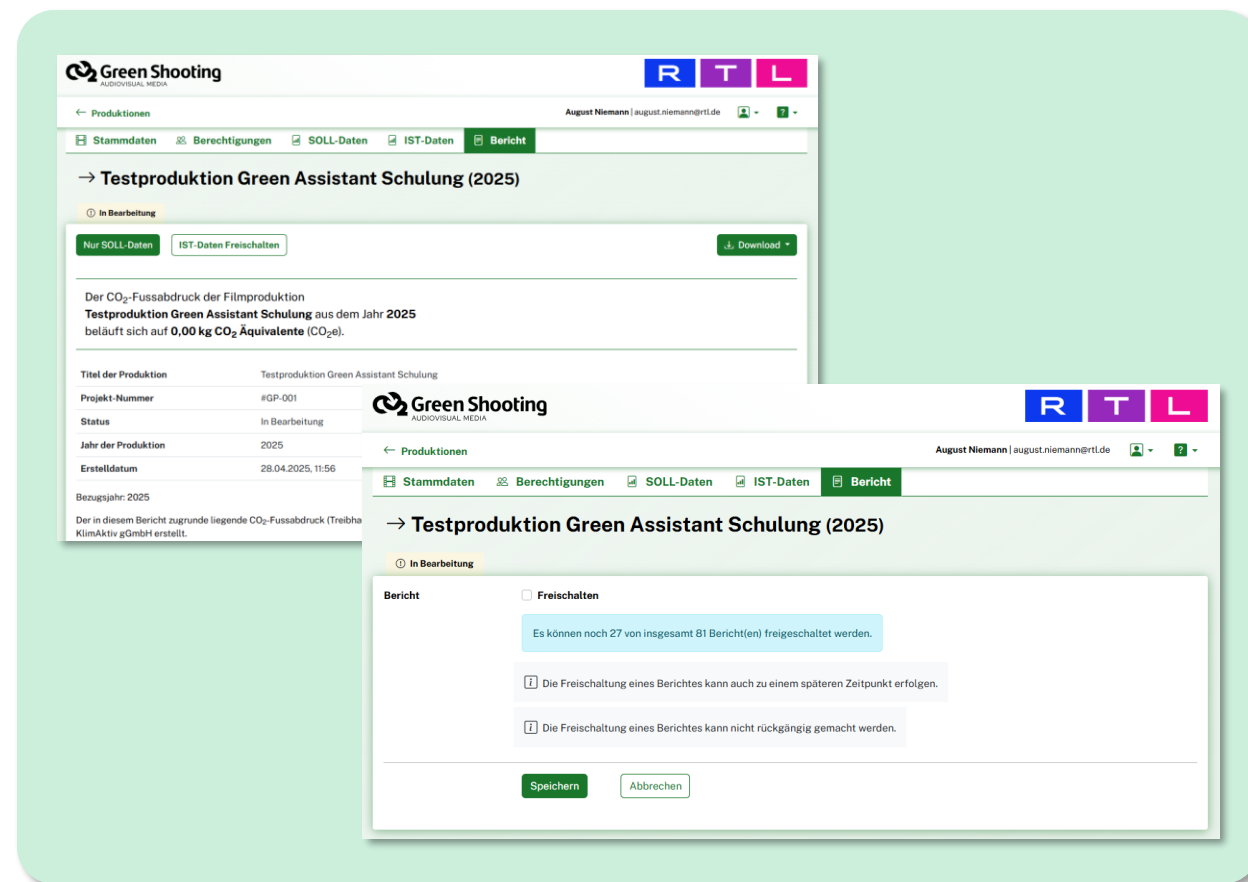 CO2 Green Shooting
AUDIOVISUAL MEDIA
R T L
← Produktionen
August Niemann | august.niemann@rtl.de
?
Stammdaten Berechtigungen SOLL-Daten IST-Daten Bericht
→ Testproduktion Green Assistant Schulung (2025)
In Bearbeitung
Nur SOLL-Daten IST-Daten Freischalten Download
Der CO₂-Fussabdruck der Filmproduktion
Testproduktion Green Assistant Schulung aus dem Jahr 2025
beläuft sich auf 0,00 kg CO₂ Äquivalente (CO₂e).
Titel der Produktion Testproduktion Green Assistant Schulung
Projekt-Nummer #GP-001
Status In Bearbeitung
Jahr der Produktion 2025
Erstelldatum 28.04.2025, 11:56
Bezugsjahr: 2025
Der in diesem Bericht zugrunde liegende CO₂-Fussabdruck (Treibha
KlimAktiv gGmbH erstellt.
CO2 Green Shooting
AUDIOVISUAL MEDIA
R T L
← Produktionen
August Niemann | august.niemann@rtl.de
?
Stammdaten Berechtigungen SOLL-Daten IST-Daten Bericht
→ Testproduktion Green Assistant Schulung (2025)
In Bearbeitung
Bericht Freischalten
Es können noch 27 von insgesamt 81 Bericht(en) freigeschaltet werden.
i Die Freischaltung eines Berichtes kann auch zu einem späteren Zeitpunkt erfolgen.
i Die Freischaltung eines Berichtes kann nicht rückgängig gemacht werden.
Speichern Abbrechen